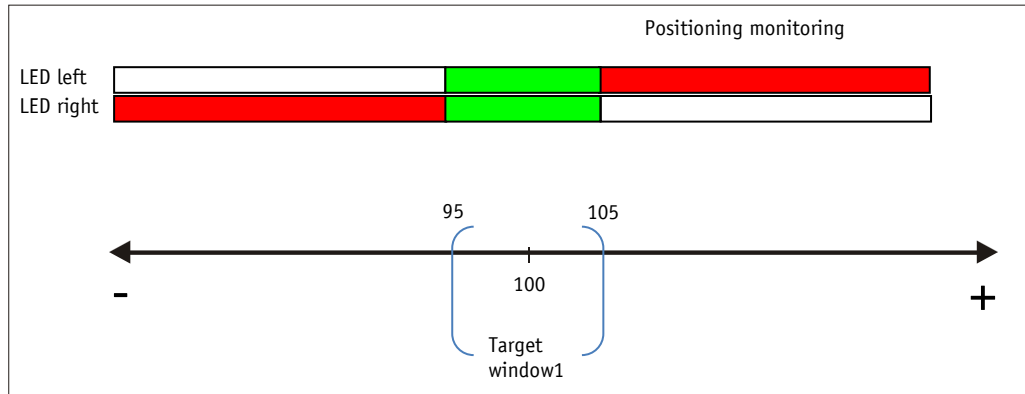 Positioning monitoring
LED left
LED right
95
105
100
-
+
Target
window1